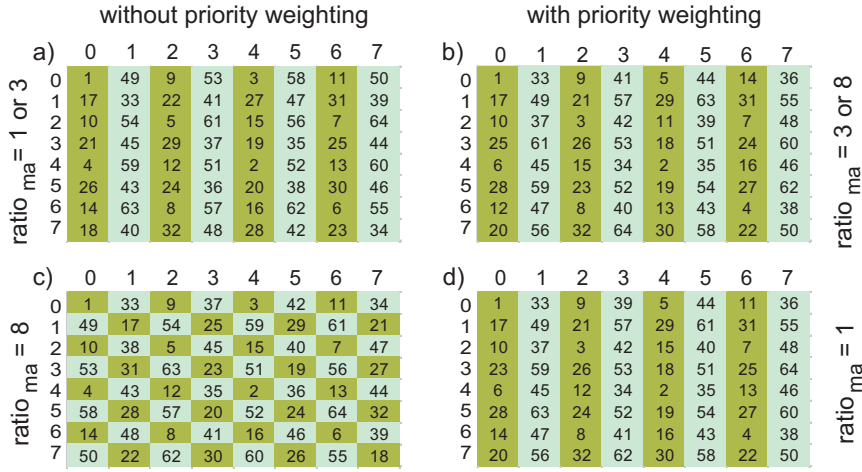 without priority weighting
with priority weighting
a)
0 1 2 3 4 5 6 7
0 1 49 9 53 3 58 11 50
1 17 33 22 41 27 47 31 39
2 10 54 5 61 15 56 7 64
3 21 45 29 37 19 35 25 44
4 4 59 12 51 2 52 13 60
5 26 43 24 36 20 38 30 46
6 14 63 8 57 16 62 6 55
7 18 40 32 48 28 42 23 34
ratio ma = 1 or 3
b)
0 1 2 3 4 5 6 7
0 1 33 9 41 5 44 14 36
1 17 49 21 57 29 63 31 55
2 10 37 3 42 11 39 7 48
3 25 61 26 53 18 51 24 60
4 6 45 15 34 2 35 16 46
5 28 59 23 52 19 54 27 62
6 12 47 8 40 13 43 4 38
7 20 56 32 64 30 58 22 50
ratio ma = 3 or 8
c)
0 1 2 3 4 5 6 7
0 1 33 9 37 3 42 11 34
1 49 17 54 25 59 29 61 21
2 10 38 5 45 15 40 7 47
3 53 31 63 23 51 19 56 27
4 4 43 12 35 2 36 13 44
5 58 28 57 20 52 24 64 32
6 14 48 8 41 16 46 6 39
7 50 22 62 30 60 26 55 18
ratio ma = 8
d)
0 1 2 3 4 5 6 7
0 1 33 9 39 5 44 11 36
1 17 49 21 57 29 61 31 55
2 10 37 3 42 15 40 7 48
3 23 59 26 53 18 51 25 64
4 6 45 12 34 2 35 13 46
5 28 63 24 52 19 54 27 60
6 14 47 8 41 16 43 4 38
7 20 56 32 62 30 58 22 50
ratio ma = 1